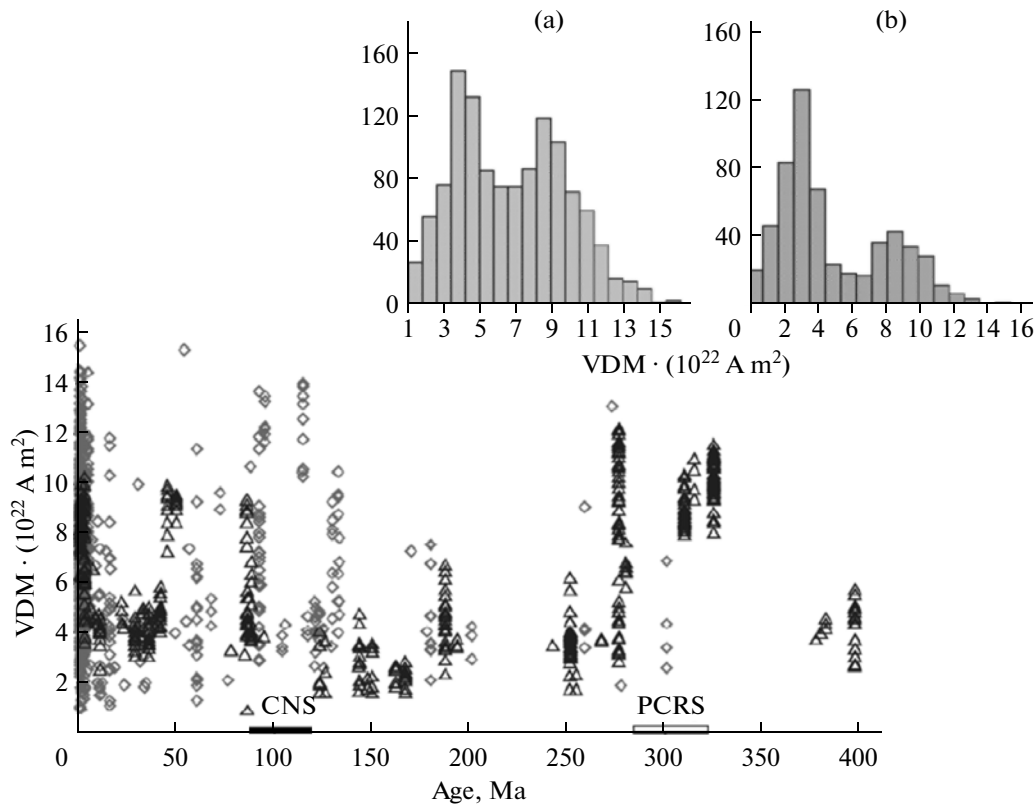 (a)
(b)
160
120
80
40
0
1 3 5 7 9 11 13 15
160
120
80
40
0 2 4 6 8 10 12 14 16
VDM · (10²² A m²)
16
14
12
10
8
6
4
2
VDM · (10²² A m²)
CNS
PCRS
0 50 100 150 200 250 300 350 400
Age, Ma